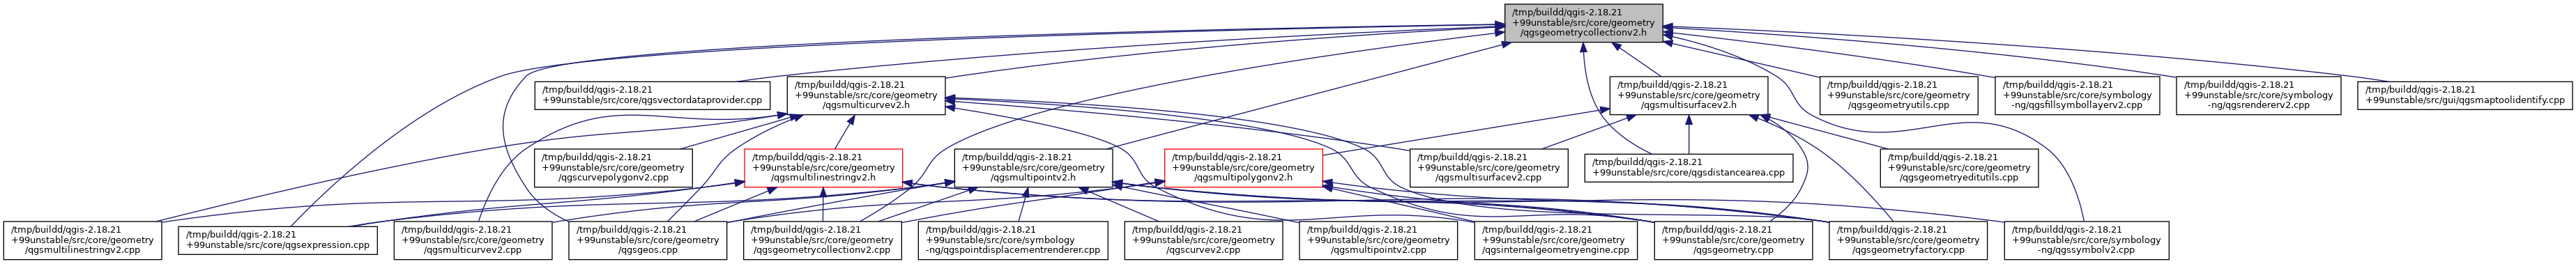 /tmp/buildd/qgis-2.18.21
+99unstable/src/core/geometry
/qgsgeometrycollectionv2.h
/tmp/buildd/qgis-2.18.21
+99unstable/src/core/qgsvectordataprovider.cpp
/tmp/buildd/qgis-2.18.21
+99unstable/src/core/geometry
/qgsmulticurvev2.h
/tmp/buildd/qgis-2.18.21
+99unstable/src/core/geometry
/qgsmultisurfacev2.h
/tmp/buildd/qgis-2.18.21
+99unstable/src/core/geometry
/qgsgeometryutils.cpp
/tmp/buildd/qgis-2.18.21
+99unstable/src/core/symbology
-ng/qgsfillsymbollayerv2.cpp
/tmp/buildd/qgis-2.18.21
+99unstable/src/core/symbology
-ng/qgsrendererv2.cpp
/tmp/buildd/qgis-2.18.21
+99unstable/src/gui/qgsmaptoolidentify.cpp
/tmp/buildd/qgis-2.18.21
+99unstable/src/core/geometry
/qgscurvepolygonv2.cpp
/tmp/buildd/qgis-2.18.21
+99unstable/src/core/geometry
/qgsmultilinestringv2.h
/tmp/buildd/qgis-2.18.21
+99unstable/src/core/geometry
/qgsmultipointv2.h
/tmp/buildd/qgis-2.18.21
+99unstable/src/core/geometry
/qgsmultipolygonv2.h
/tmp/buildd/qgis-2.18.21
+99unstable/src/core/geometry
/qgsmultisurfacev2.cpp
/tmp/buildd/qgis-2.18.21
+99unstable/src/core/qgsdistancearea.cpp
/tmp/buildd/qgis-2.18.21
+99unstable/src/core/geometry
/qgsgeometryeditutils.cpp
/tmp/buildd/qgis-2.18.21
+99unstable/src/core/geometry
/qgsmultilinestringv2.cpp
/tmp/buildd/qgis-2.18.21
+99unstable/src/core/qgsexpression.cpp
/tmp/buildd/qgis-2.18.21
+99unstable/src/core/geometry
/qgsmulticurvev2.cpp
/tmp/buildd/qgis-2.18.21
+99unstable/src/core/geometry
/qgsgeos.cpp
/tmp/buildd/qgis-2.18.21
+99unstable/src/core/geometry
/qgsgeometrycollectionv2.cpp
/tmp/buildd/qgis-2.18.21
+99unstable/src/core/symbology
-ng/qgspointdisplacementrenderer.cpp
/tmp/buildd/qgis-2.18.21
+99unstable/src/core/geometry
/qgscurvev2.cpp
/tmp/buildd/qgis-2.18.21
+99unstable/src/core/geometry
/qgsmultipointv2.cpp
/tmp/buildd/qgis-2.18.21
+99unstable/src/core/geometry
/qgsinternalgeometryengine.cpp
/tmp/buildd/qgis-2.18.21
+99unstable/src/core/geometry
/qgsgeometry.cpp
/tmp/buildd/qgis-2.18.21
+99unstable/src/core/geometry
/qgsgeometryfactory.cpp
/tmp/buildd/qgis-2.18.21
+99unstable/src/core/symbology
-ng/qgssymbolv2.cpp